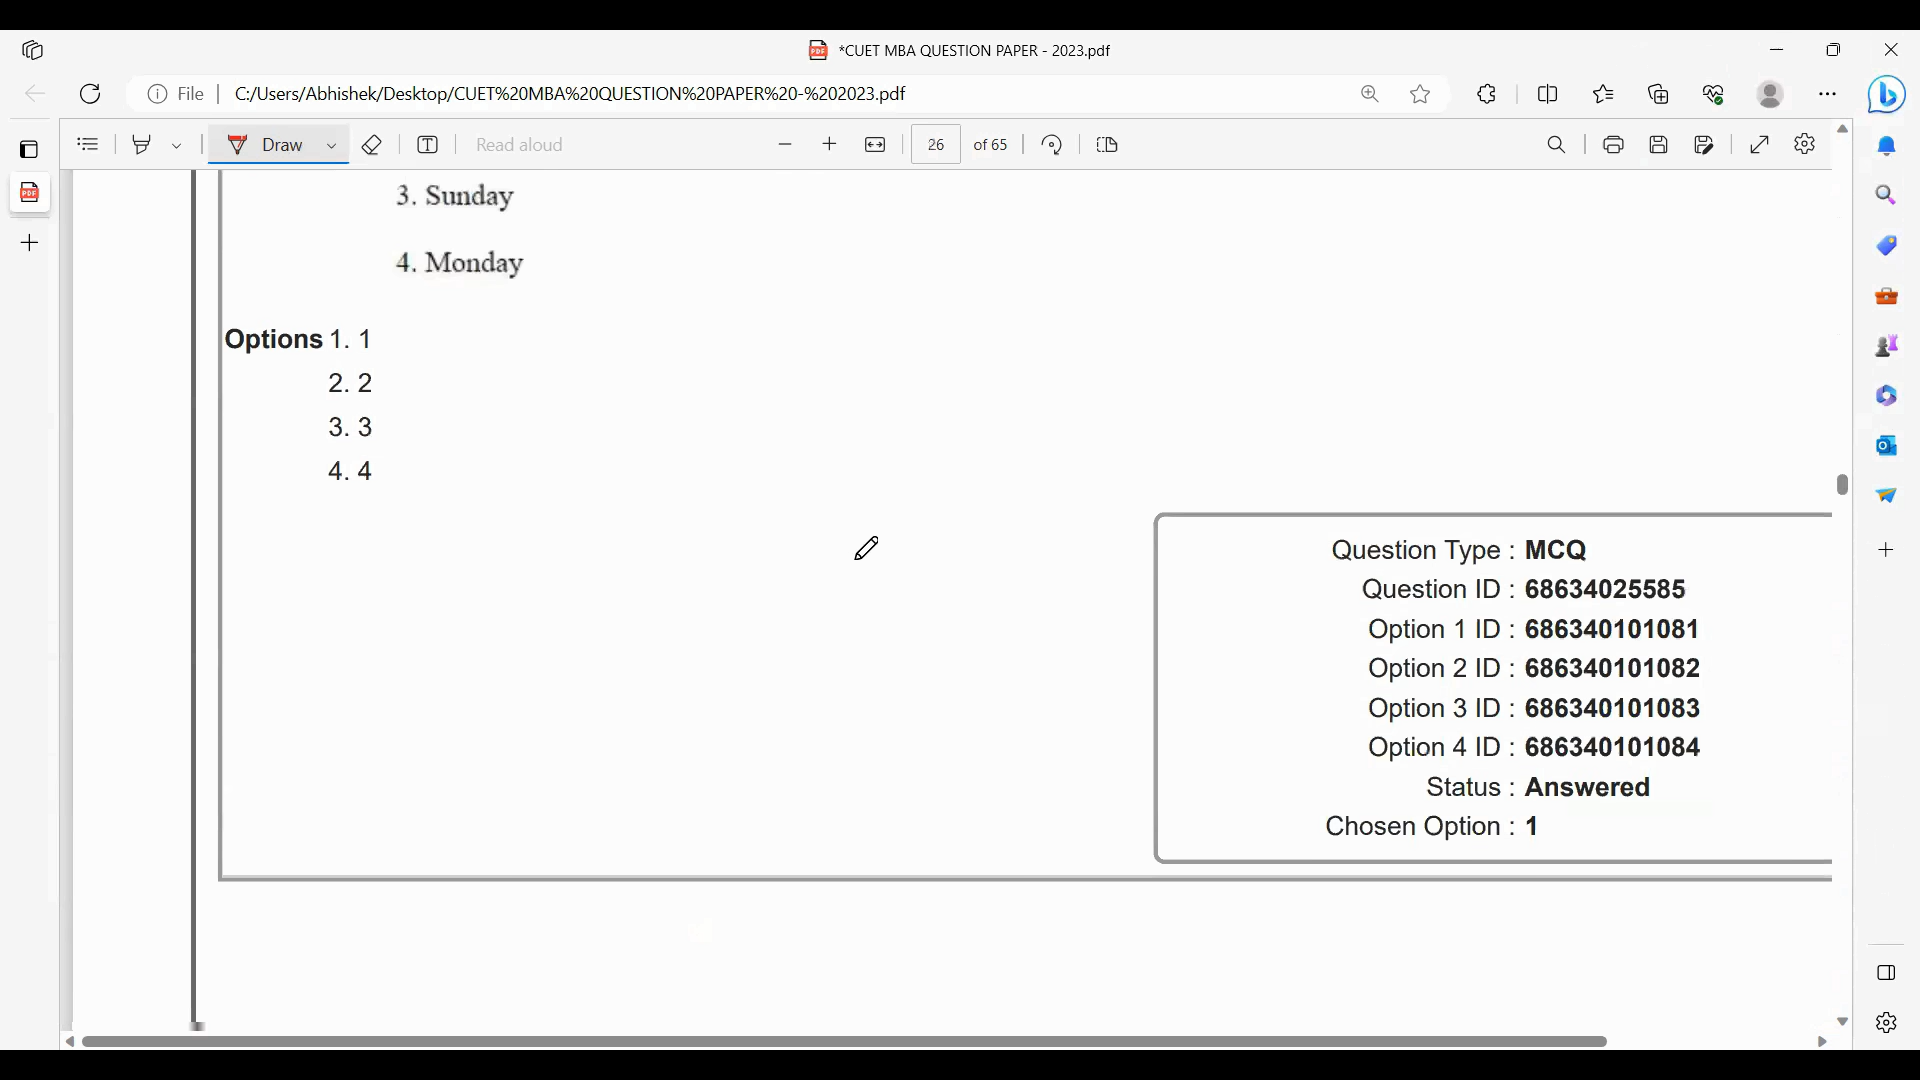 *CUET MBA QUESTION PAPER - 2023.pdf
File
C:/Users/Abhishek/Desktop/CUET%20MBA%20QUESTION%20PAPER%20-%202023.pdf
Draw
Read aloud
26 of 65
3. Sunday
4. Monday
Options 1. 1
2. 2
3. 3
4. 4
Question Type : MCQ
Question ID : 68634025585
Option 1 ID : 686340101081
Option 2 ID : 686340101082
Option 3 ID : 686340101083
Option 4 ID : 686340101084
Status : Answered
Chosen Option : 1